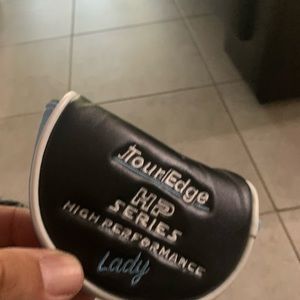 TourEdge
HP
SERIES
HIGH PERFORMANCE
Lady